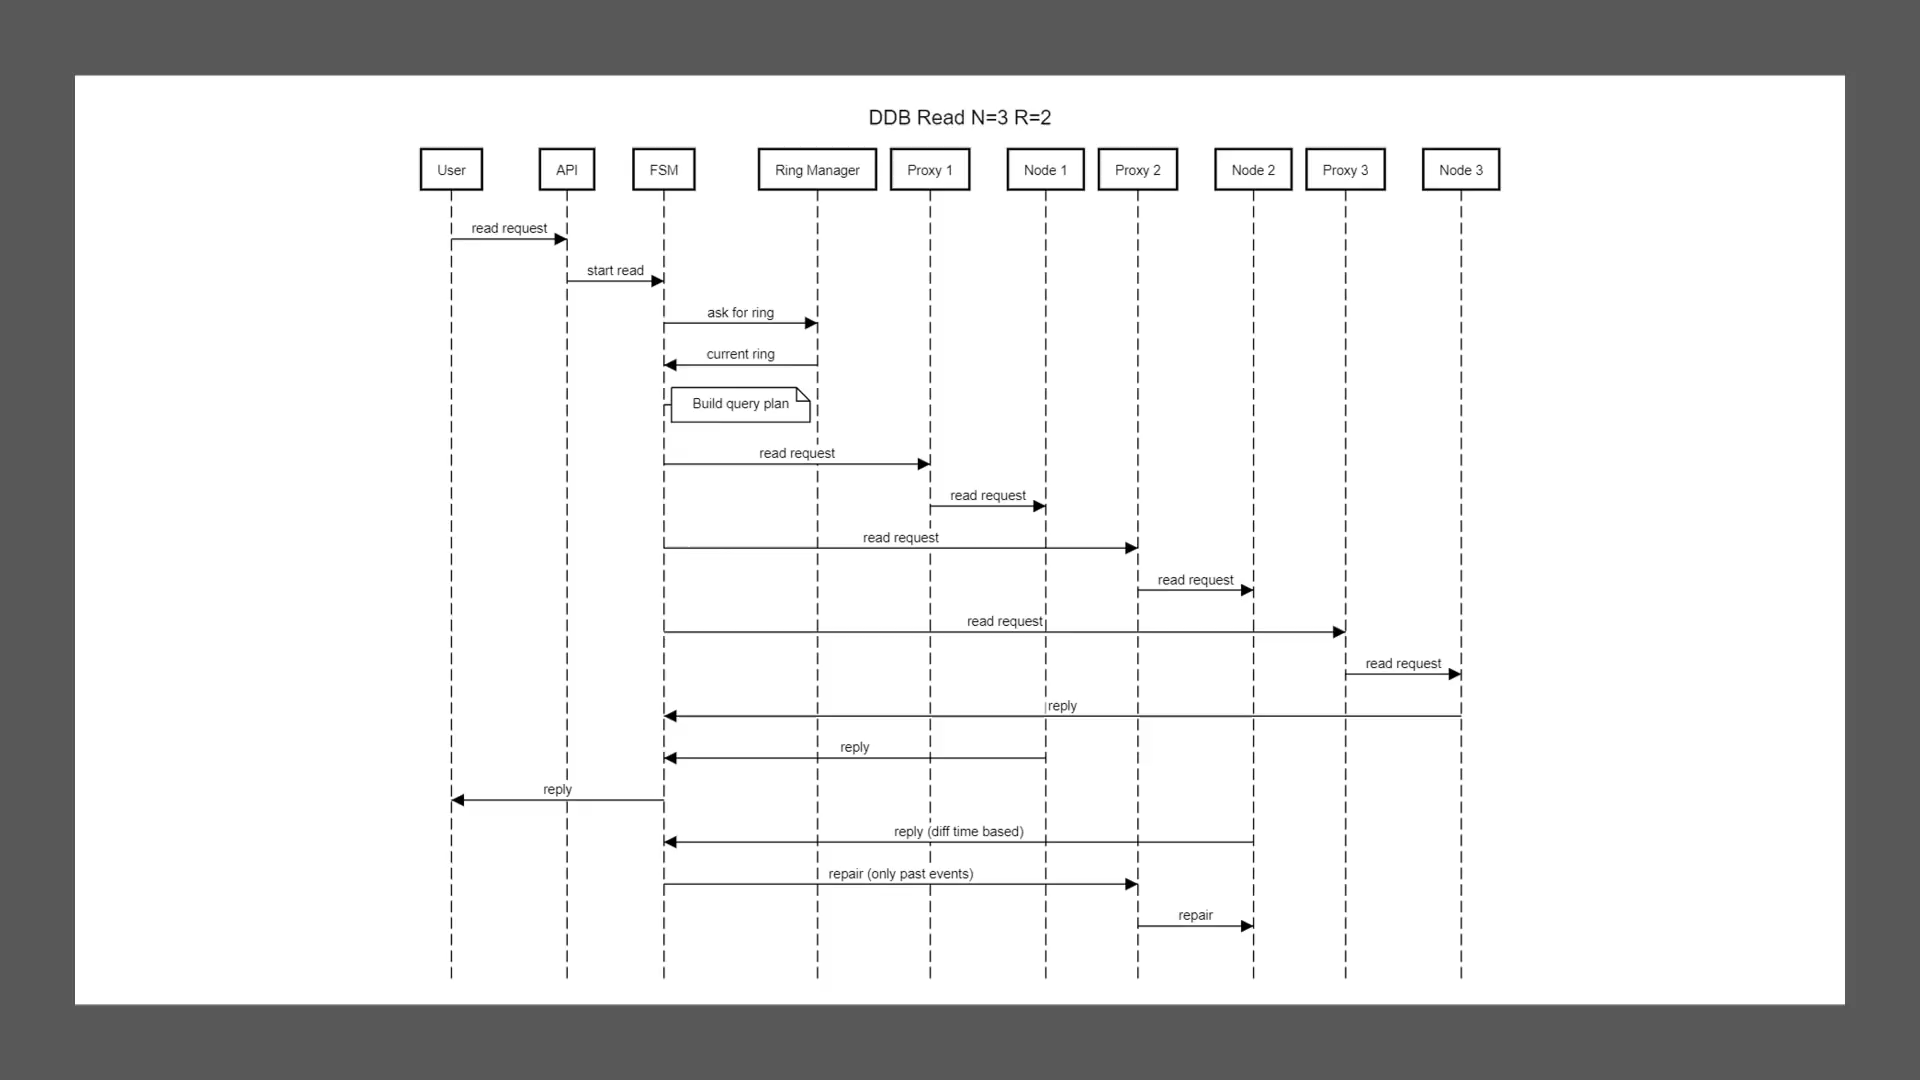 DDB Read N=3 R=2
User
API
FSM
Ring Manager
Proxy 1
Node 1
Proxy 2
Node 2
Proxy 3
Node 3
read request
start read
ask for ring
current ring
Build query plan
read request
read request
read request
read request
read request
read request
reply
reply
reply
reply (diff time based)
repair (only past events)
repair